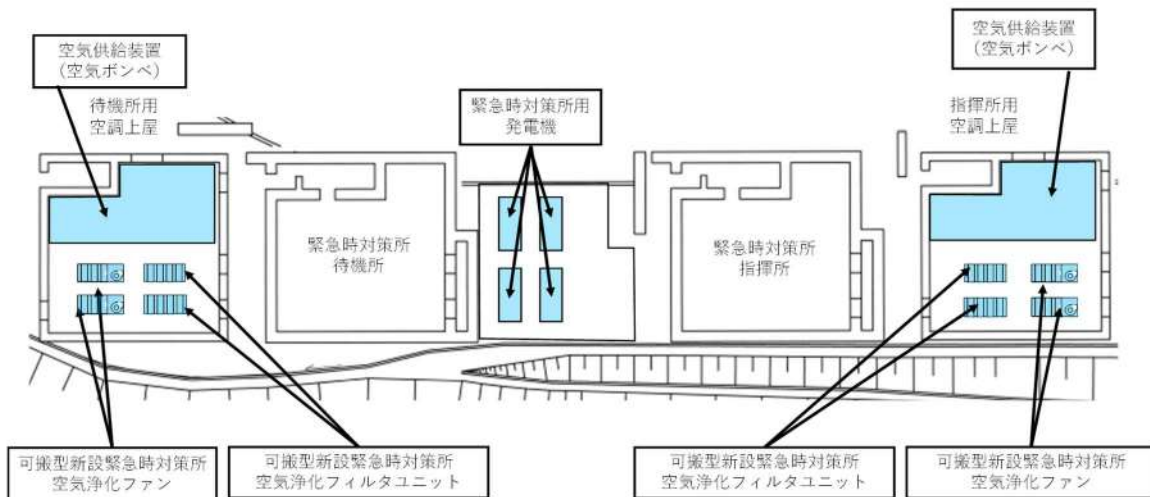 空気供給装置
(空気ボンベ)
待機所用
空調上屋
緊急時対策所用
発電機
空気供給装置
(空気ボンベ)
指揮所用
空調上屋
緊急時対策所
待機所
緊急時対策所
指揮所
可搬型新設緊急時対策所
空気浄化ファン
可搬型新設緊急時対策所
空気浄化フィルタユニット
可搬型新設緊急時対策所
空気浄化フィルタユニット
可搬型新設緊急時対策所
空気浄化ファン